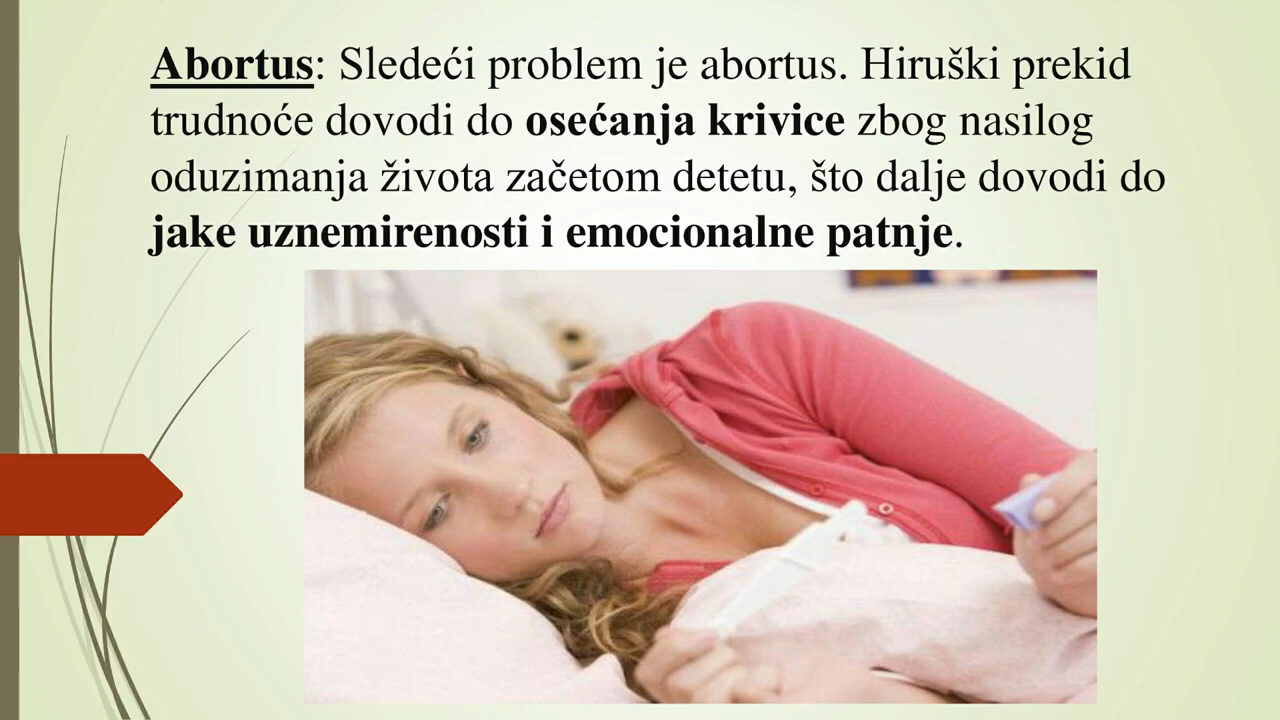 Abortus: Sledeći problem je abortus. Hiruški prekid
trudnoće dovodi do osećanja krivice zbog nasilog
oduzimanja života začetom detetu, što dalje dovodi do
jake uznemirenosti i emocionalne patnje.